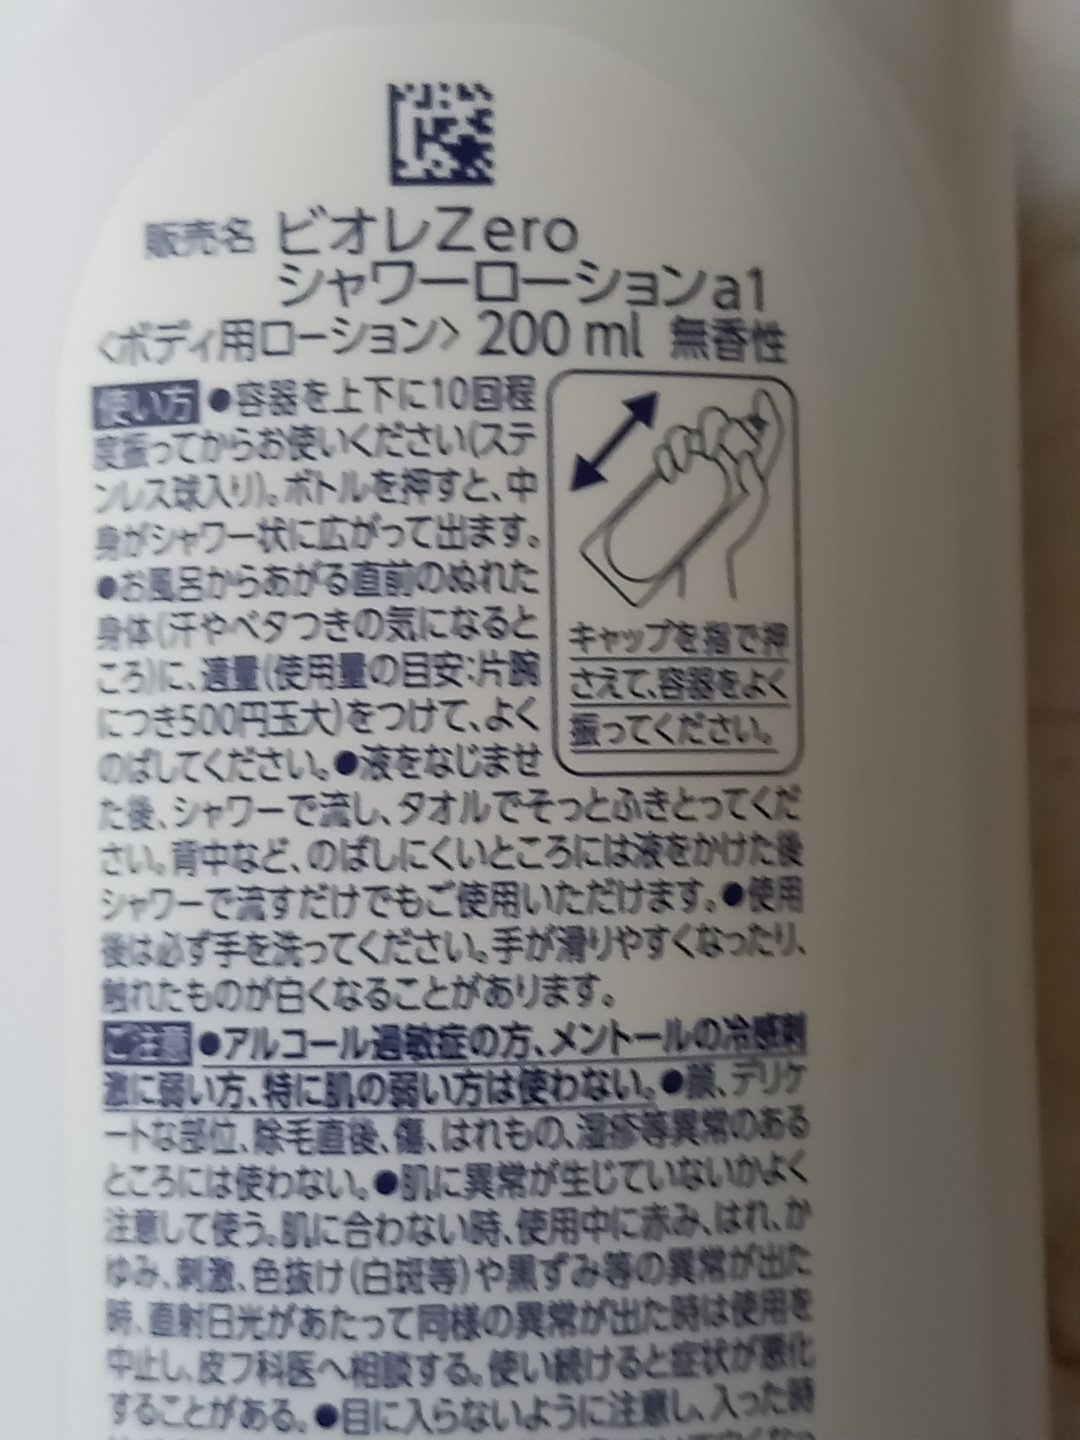 販売名 ビオレZero
シャワーローションa1
<ボディ用ローション> 200 ml 無香性
使い方 ●容器を上下に10回程
度振ってからお使いください(ステ
ンレス球入り)。ボトルを押すと、中
身がシャワー状に広がって出ます。
●お風呂からあがる直前のぬれた
身体(汗やベタつきの気になると
ころ)に、適量(使用量の目安:片腕
につき500円玉大)をつけて、よく
のばしてください。●液をなじませ
た後、シャワーで流し、タオルでそっとふきとってくだ
さい。背中など、のばしにくいところには液をかけた後
シャワーで流すだけでもご使用いただけます。●使用
後は必ず手を洗ってください。手が滑りやすくなったり、
触れたものが白くなることがあります。
キャップを指で押
さえて、容器をよく
振ってください。
ご注意 ●アルコール過敏症の方、メントールの冷感刺
激に弱い方、特に肌の弱い方は使わない。●顔、デリケ
ートな部位、除毛直後、傷、はれもの、湿疹等異常のある
ところには使わない。●肌に異常が生じていないかよく
注意して使う。肌に合わない時、使用中に赤み、はれ、か
ゆみ、刺激、色抜け(白斑等)や黒ずみ等の異常が出た
時、直射日光があたって同様の異常が出た時は使用を
中止し、皮フ科医へ相談する。使い続けると症状が悪化
することがある。●目に入らないように注意し、入った時